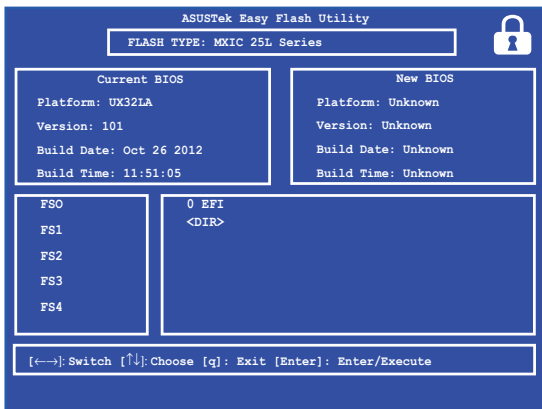 ASUSTek Easy Flash Utility
FLASH TYPE: MXIC 25L Series
Current BIOS
Platform: UX32LA
Version: 101
Build Date: Oct 26 2012
Build Time: 11:51:05
New BIOS
Platform: Unknown
Version: Unknown
Build Date: Unknown
Build Time: Unknown
FSO
FS1
FS2
FS3
FS4
0 EFI
<DIR>
[←→]: Switch [↑↓]: Choose [q]: Exit [Enter]: Enter/Execute